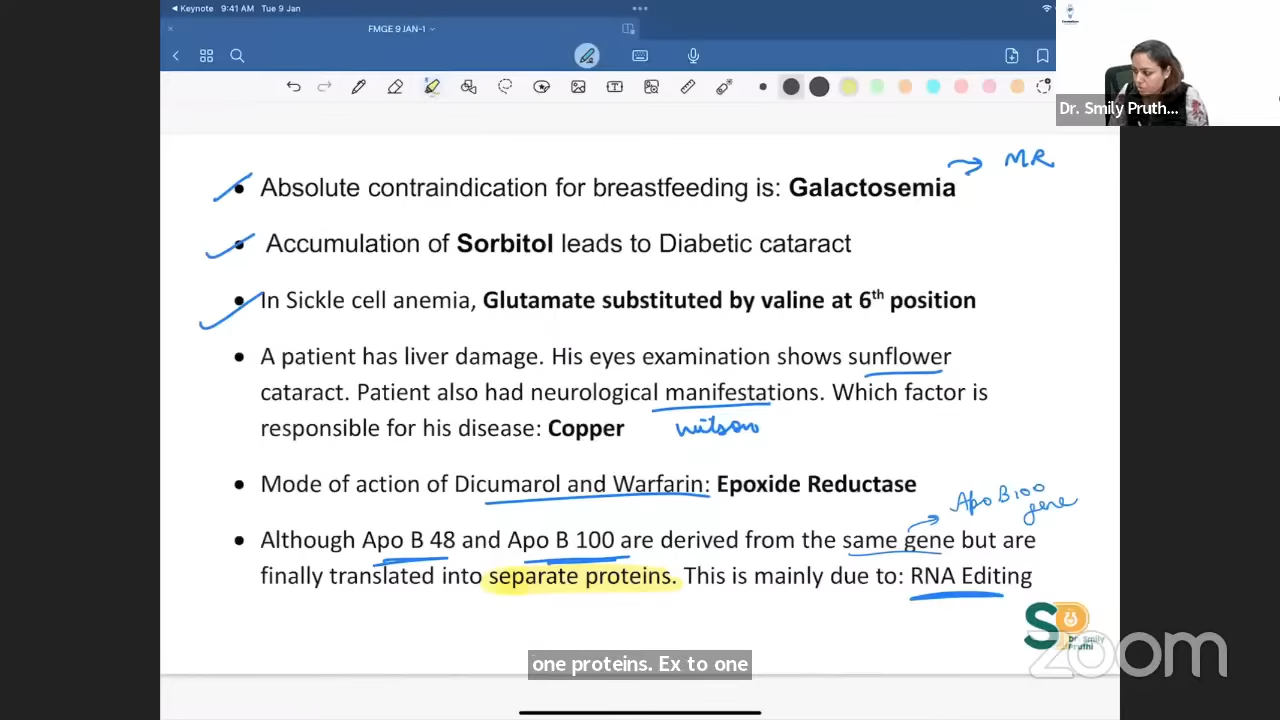 Keynote 9:41 AM Tue 9 Jan
FMGE 9 JAN-1
Dr. Smily Pruth...
MR
• Absolute contraindication for breastfeeding is: Galactosemia
• Accumulation of Sorbitol leads to Diabetic cataract
• In Sickle cell anemia, Glutamate substituted by valine at 6th position
• A patient has liver damage. His eyes examination shows sunflower
cataract. Patient also had neurological manifestations. Which factor is
responsible for his disease: Copper
wilson
• Mode of action of Dicumarol and Warfarin: Epoxide Reductase
Apo B100
gene
• Although Apo B 48 and Apo B 100 are derived from the same gene but are
finally translated into separate proteins. This is mainly due to: RNA Editing
SP
Dr. Smily
Pruthi
zoom
one proteins. Ex to one